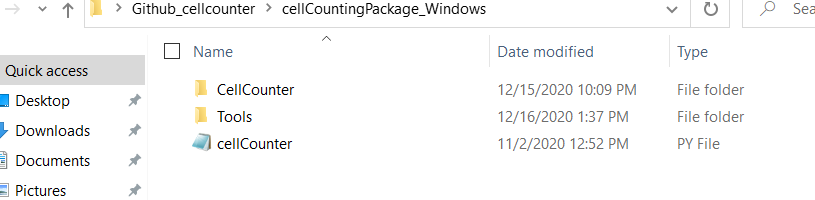 Github_cellcounter > cellCountingPackage_Windows
Name Date modified Type
Quick access
CellCounter 12/15/2020 10:09 PM File folder
Desktop
Tools 12/16/2020 1:37 PM File folder
Downloads
cellCounter 11/2/2020 12:52 PM PY File
Documents
Pictures